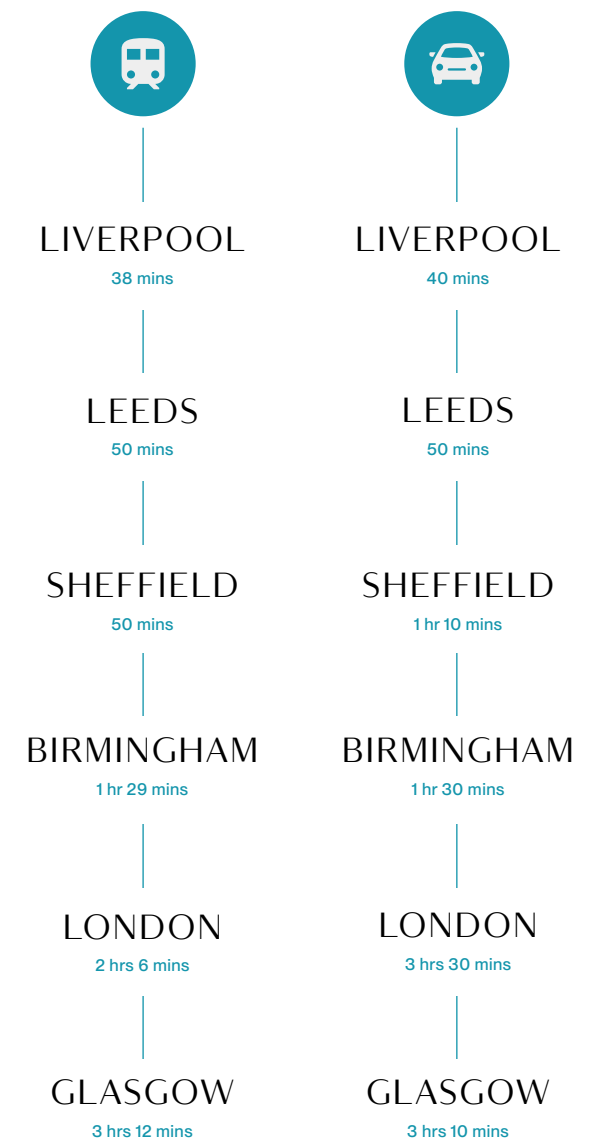 LIVERPOOL
38 mins
LEEDS
50 mins
SHEFFIELD
50 mins
BIRMINGHAM
1 hr 29 mins
LONDON
2 hrs 6 mins
GLASGOW
3 hrs 12 mins
LIVERPOOL
40 mins
LEEDS
50 mins
SHEFFIELD
1 hr 10 mins
BIRMINGHAM
1 hr 30 mins
LONDON
3 hrs 30 mins
GLASGOW
3 hrs 10 mins